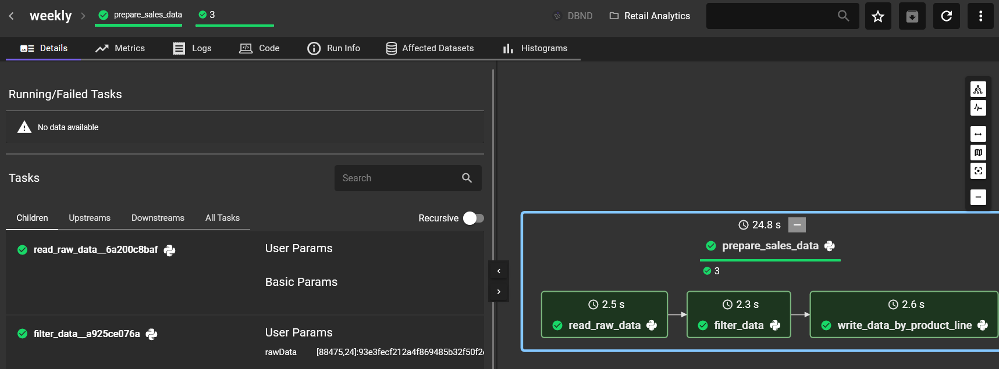 weekly
prepare_sales_data
3
DBND
Retail Analytics
Details
Metrics
Logs
Code
Run Info
Affected Datasets
Histograms
Running/Failed Tasks
No data available
Tasks
Search
Children
Upstreams
Downstreams
All Tasks
Recursive
read_raw_data__6a200c8baf
User Params
Basic Params
filter_data__a925ce076a
User Params
rawData [88475,24]:93e3fecf212a4f869485b32f50f2
24.8 s
prepare_sales_data
3
2.5 s
read_raw_data
2.3 s
filter_data
2.6 s
write_data_by_product_line